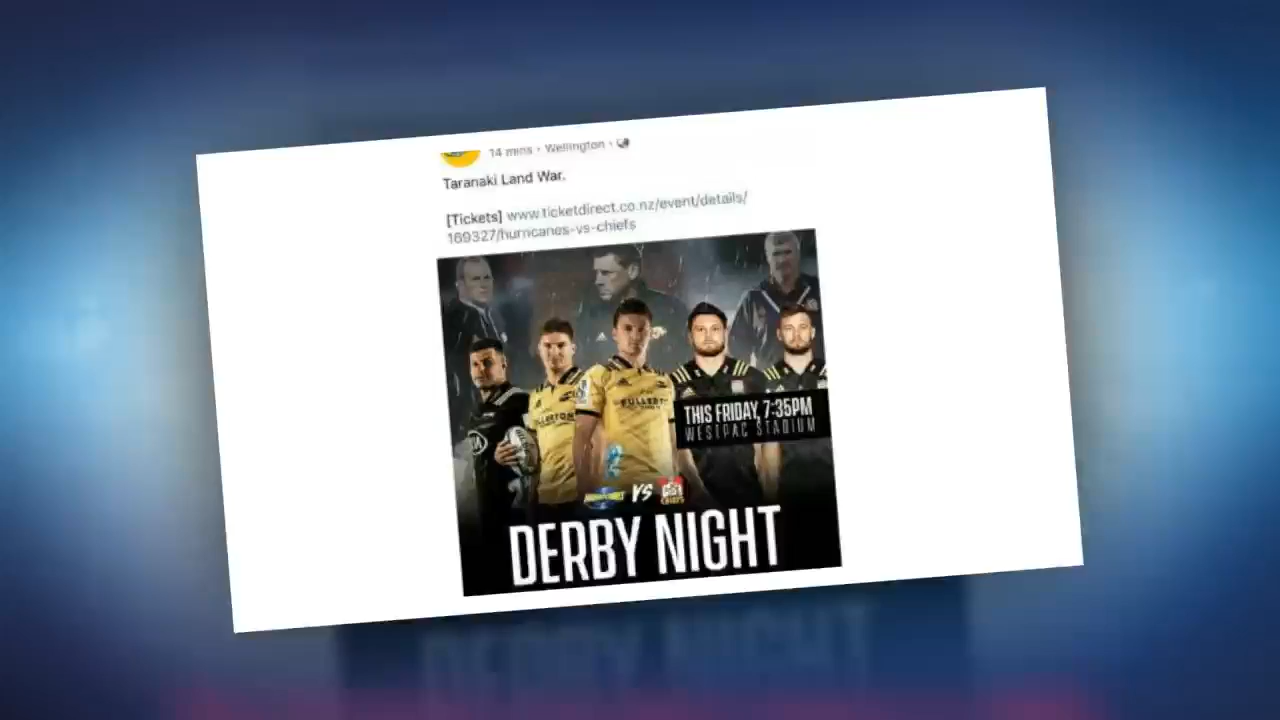 14 mins · Wellington ·
Taranaki Land War.
[Tickets] www.ticketdirect.co.nz/event/details/
169327/hurricanes-vs-chiefs
THIS FRIDAY, 7:35PM
WESTPAC STADIUM
VS
CHIEFS
DERBY NIGHT